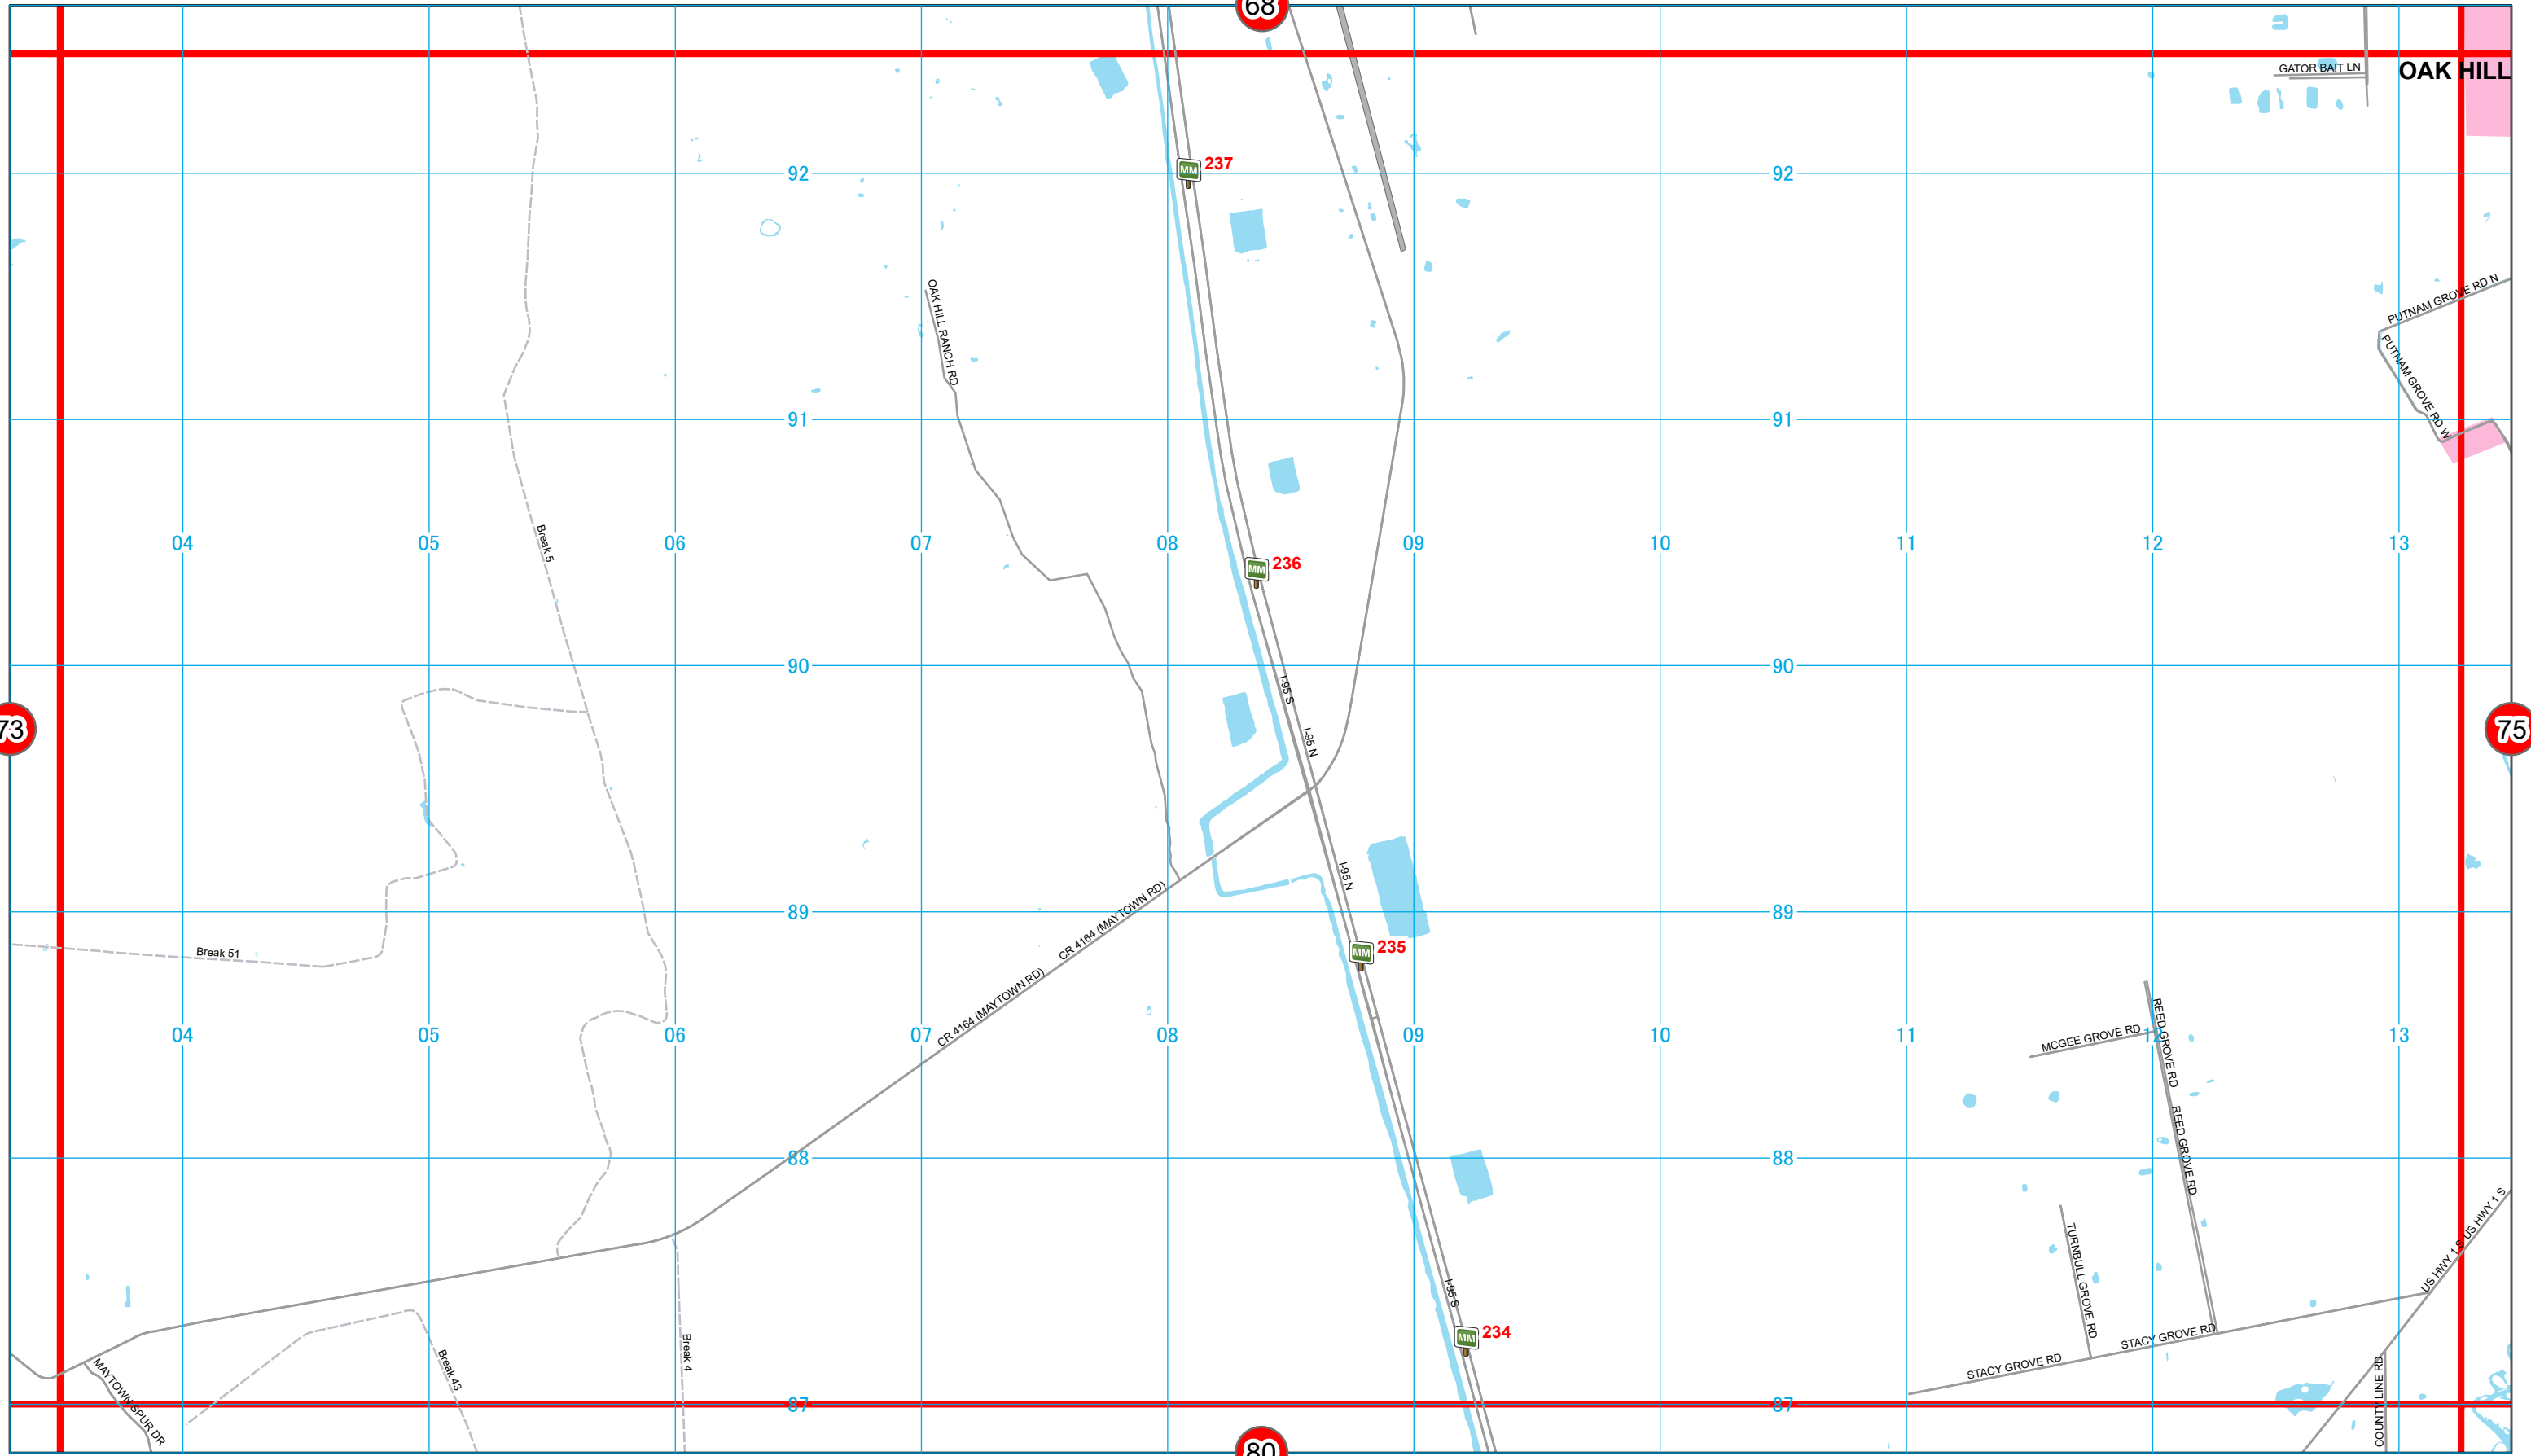 68
GATOR BAIT LN
OAK HILL
MM 237
92
92
OAK HILL RANCH RD
PUTNAM GROVE RD N
PUTNAM GROVE RD W
91
91
Break 5
04
05
06
07
08
09
10
11
12
13
MM 236
90
90
I-95 S
I-95 N
73
75
I-95 N
CR 4164 (MAYTOWN RD)
89
89
MM 235
Break 51
CR 4164 (MAYTOWN RD)
REED GROVE RD
MCGEE GROVE RD
04
05
06
07
08
09
10
11
12
13
REED GROVE RD
88
88
US HWY 1 S
US HWY 1 S
TURNBULL GROVE RD
I-95 S
MM 234
STACY GROVE RD
STACY GROVE RD
Break 4
Break 43
MAYTOWN SPUR DR
COUNTY LINE RD
87
87
80